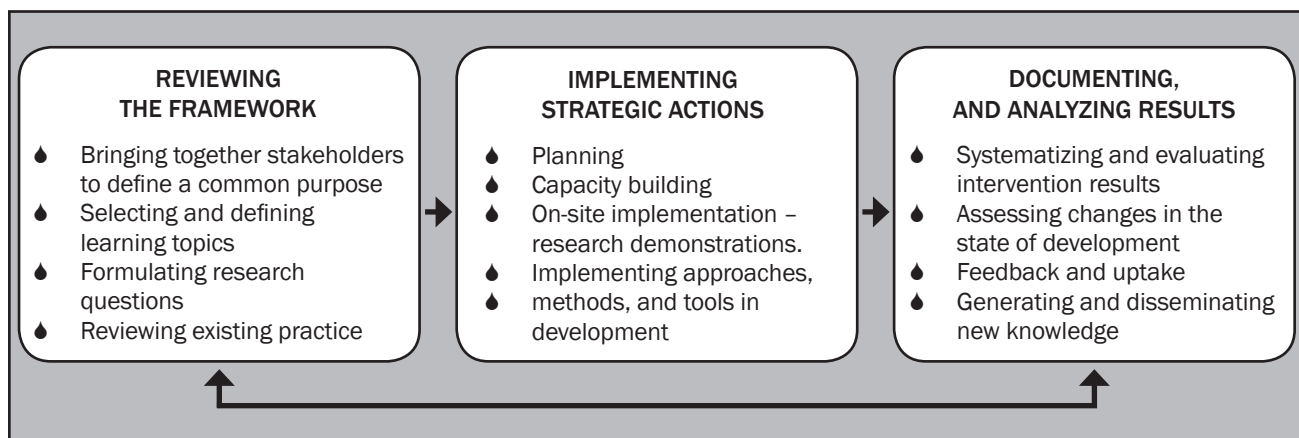 REVIEWING
THE FRAMEWORK
Bringing together stakeholders
to define a common purpose
Selecting and defining
learning topics
Formulating research
questions
Reviewing existing practice
IMPLEMENTING
STRATEGIC ACTIONS
Planning
Capacity building
On-site implementation –
research demonstrations.
Implementing approaches,
methods, and tools in
development
DOCUMENTING,
AND ANALYZING RESULTS
Systematizing and evaluating
intervention results
Assessing changes in the
state of development
Feedback and uptake
Generating and disseminating
new knowledge